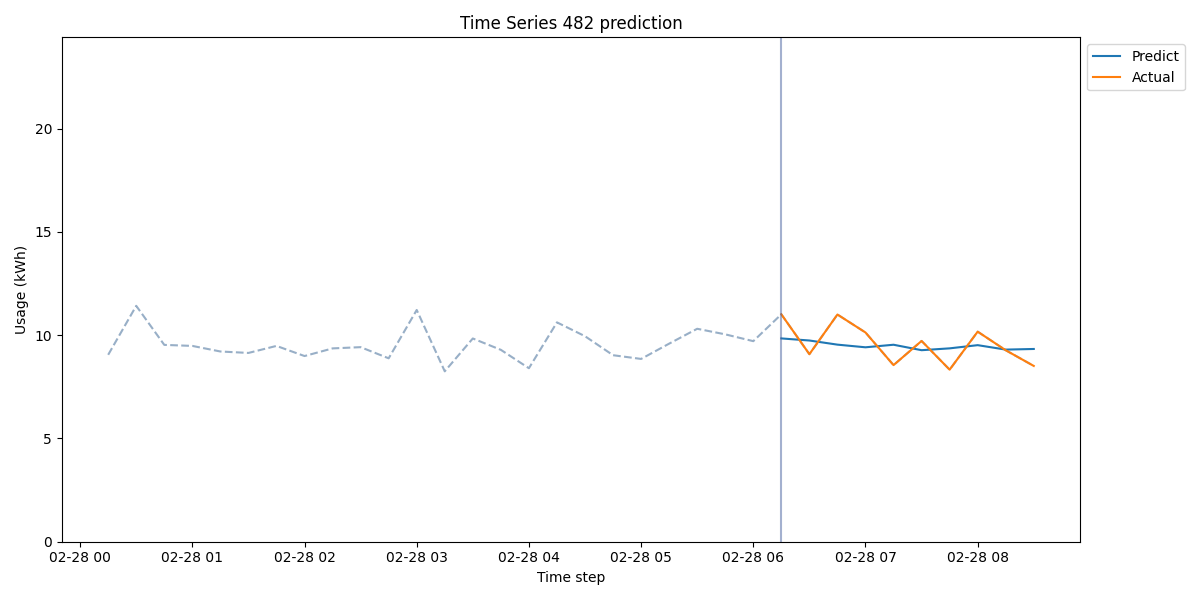 Time Series 482 prediction
Predict
Actual
20
15
10
5
0
Usage (kWh)
02-28 00 02-28 01 02-28 02 02-28 03 02-28 04 02-28 05 02-28 06 02-28 07 02-28 08
Time step